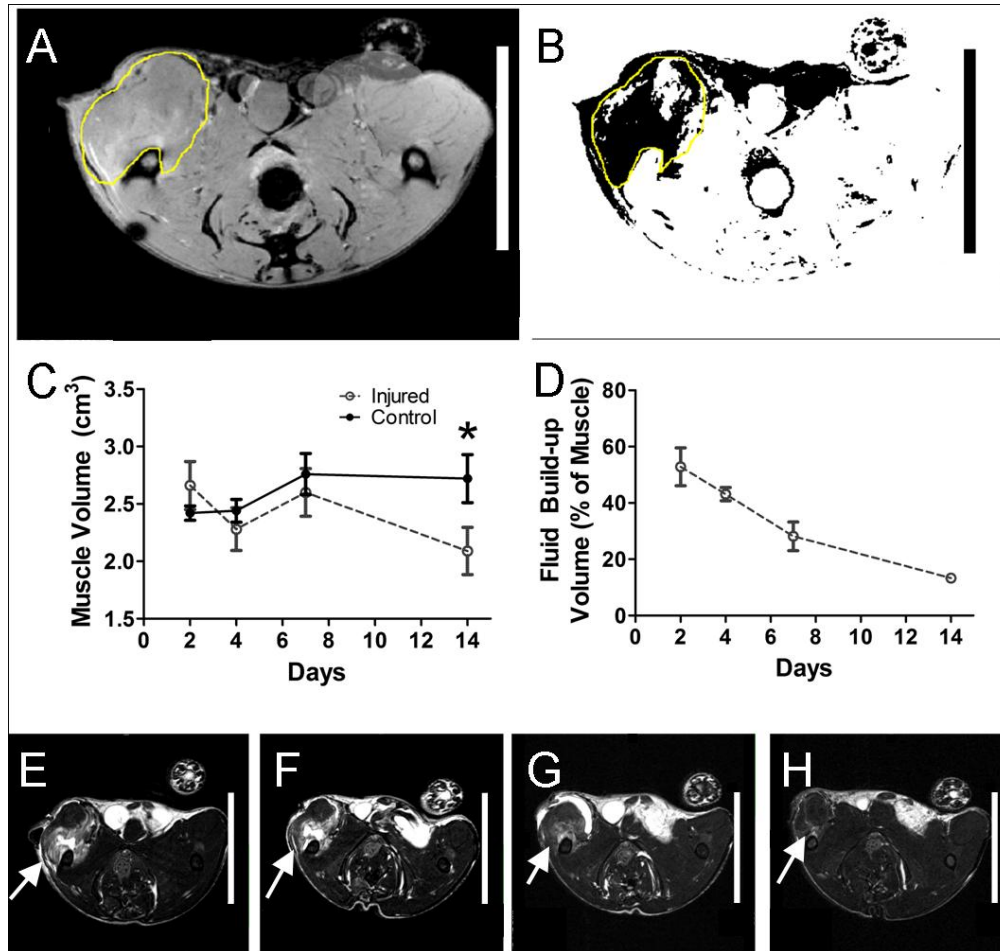 A
B
C
Muscle Volume (cm³)
3.5
3.0
2.5
2.0
1.5
0 2 4 6 8 10 12 14
Days
Injured
Control
*
D
Fluid Build-up
Volume (% of Muscle)
80
60
40
20
0
0 2 4 6 8 10 12 14
Days
E
F
G
H